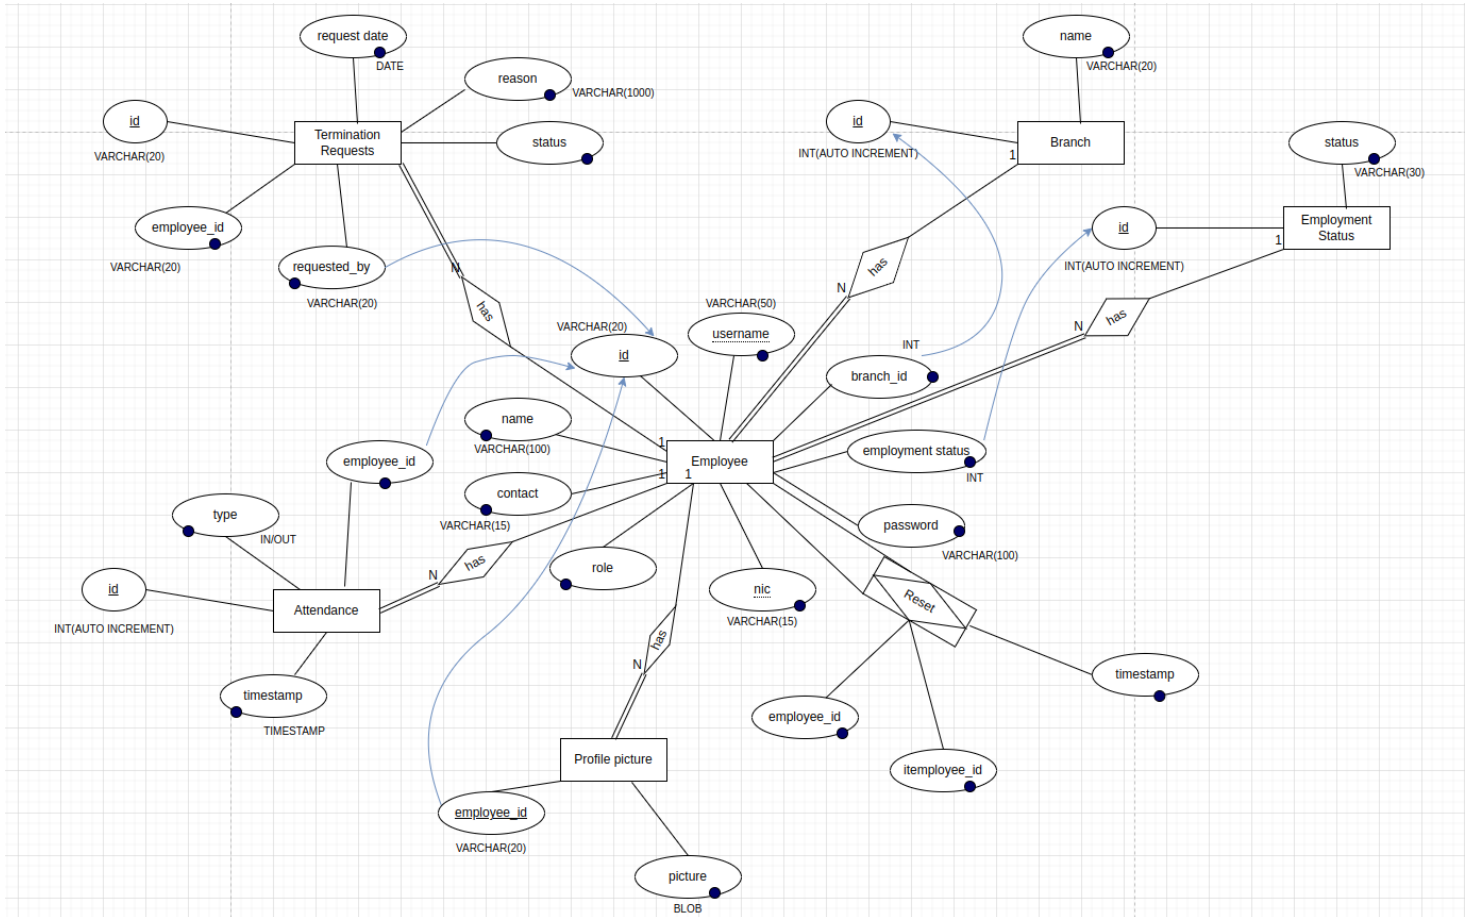 request date
DATE
name
VARCHAR(20)
reason
VARCHAR(1000)
id
VARCHAR(20)
Termination
Requests
status
id
INT(AUTO INCREMENT)
Branch
1
status
VARCHAR(30)
employee_id
VARCHAR(20)
requested_by
VARCHAR(20)
N
has
id
INT(AUTO INCREMENT)
Employment
Status
1
has
N
has
N
VARCHAR(50)
username
VARCHAR(20)
id
INT
branch_id
name
VARCHAR(100)
1
Employee
1
1
employment status
INT
employee_id
contact
VARCHAR(15)
type
IN/OUT
password
VARCHAR(100)
has
N
role
nic
VARCHAR(15)
Reset
id
INT(AUTO INCREMENT)
Attendance
has
N
timestamp
TIMESTAMP
timestamp
employee_id
itemployee_id
Profile picture
employee_id
VARCHAR(20)
picture
BLOB